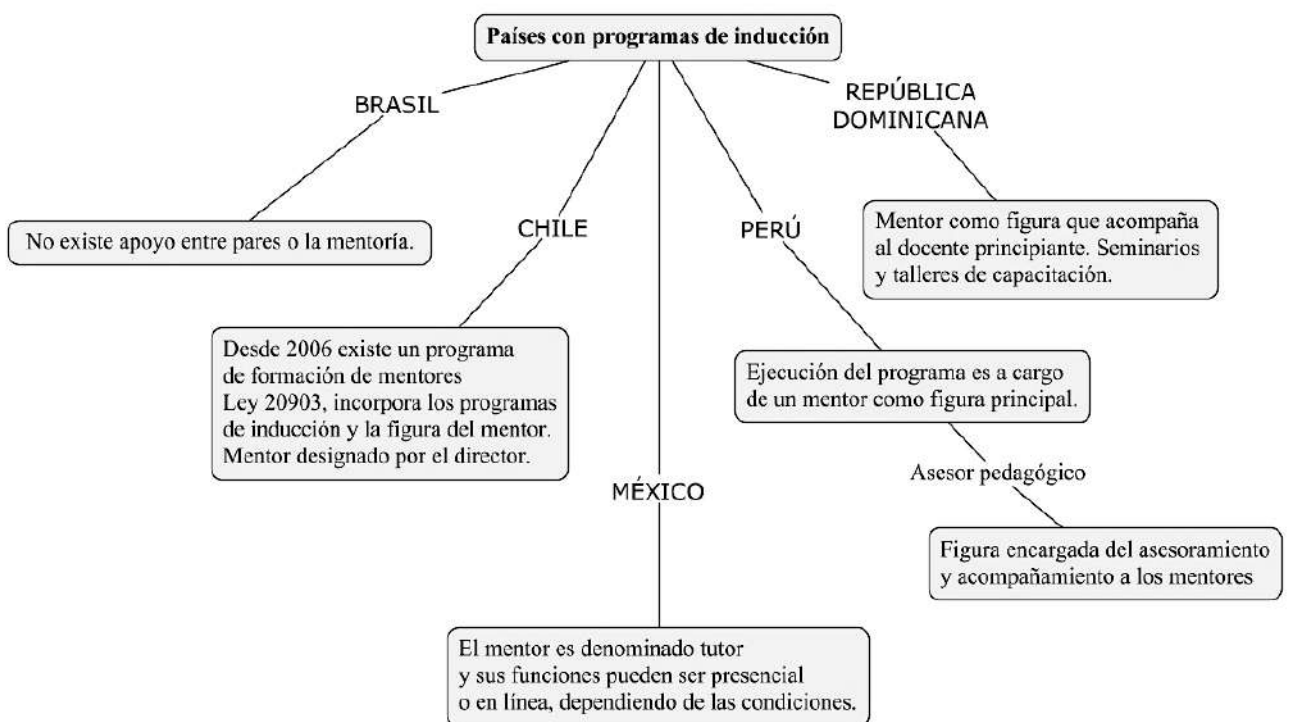 Países con programas de inducción
BRASIL
No existe apoyo entre pares o la mentoría.
CHILE
Desde 2006 existe un programa
de formación de mentores
Ley 20903, incorpora los programas
de inducción y la figura del mentor.
Mentor designado por el director.
MÉXICO
El mentor es denominado tutor
y sus funciones pueden ser presencial
o en línea, dependiendo de las condiciones.
PERÚ
Ejecución del programa es a cargo
de un mentor como figura principal.
Asesor pedagógico
Figura encargada del asesoramiento
y acompañamiento a los mentores
REPÚBLICA
DOMINICANA
Mentor como figura que acompaña
al docente principiante. Seminarios
y talleres de capacitación.